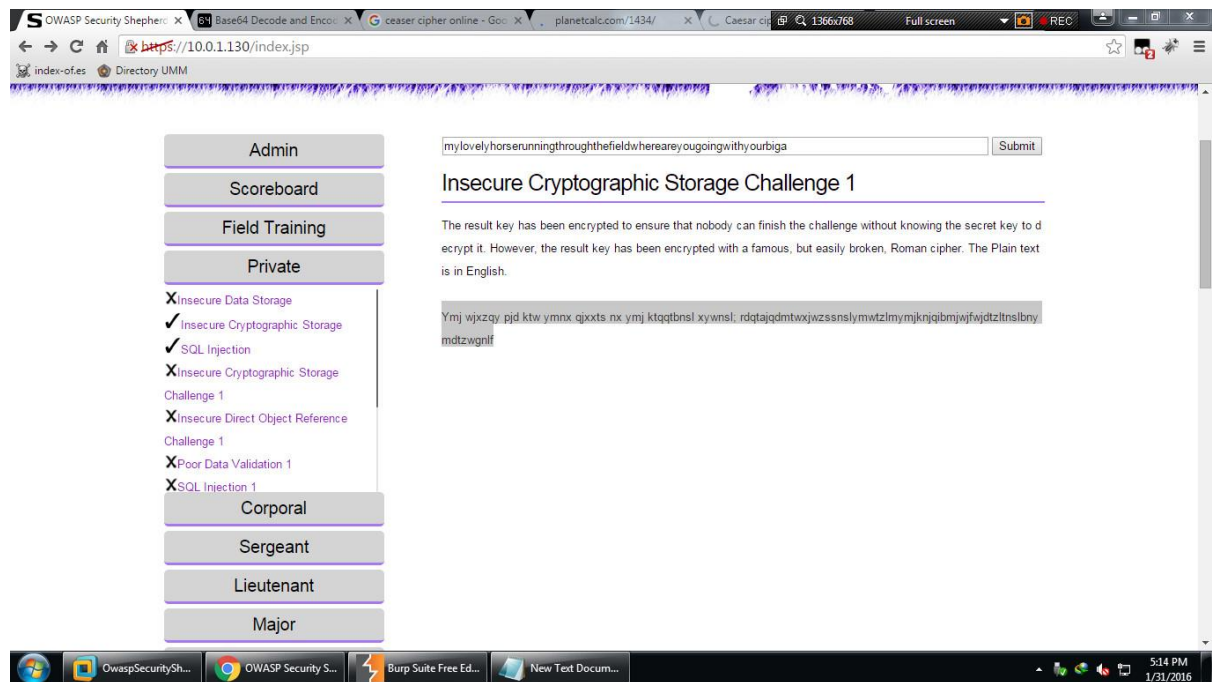 OWASP Security Shepherd
Base64 Decode and Enco
ceaser cipher online - Goo
planetcalc.com/1434/
Caesar cip
1366x768
Full screen
REC
https://10.0.1.130/index.jsp
2
index-of.es
Directory UMM
Admin
Scoreboard
Field Training
Private
XInsecure Data Storage
✓Insecure Cryptographic Storage
✓SQL Injection
XInsecure Cryptographic Storage
Challenge 1
XInsecure Direct Object Reference
Challenge 1
XPoor Data Validation 1
XSQL Injection 1
Corporal
Sergeant
Lieutenant
Major
mylovelyhorserunningthroughthefieldwhereareyougoingwithyourbiga
Submit
Insecure Cryptographic Storage Challenge 1
The result key has been encrypted to ensure that nobody can finish the challenge without knowing the secret key to d
ecrypt it. However, the result key has been encrypted with a famous, but easily broken, Roman cipher. The Plain text
is in English.
Ymj wjxzqy pjd ktw ymnx qjxxts nx ymj ktqqtbnsl xywnsl; rdqtajqdmtwxjwzssnslymwtzlmymjknjqibmjwjfwjdtzltnslbny
mdtzwgnlf
OwaspSecuritySh...
OWASP Security S...
Burp Suite Free Ed...
New Text Docum...
5:14 PM
1/31/2016